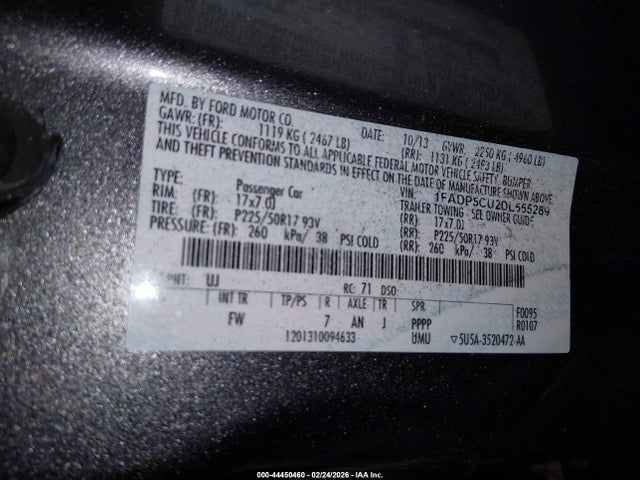 MFD. BY FORD MOTOR CO.
DATE: 10/13 GVWR: 2250 KG ( 4960 LB)
GAWR: (FR): 1119 KG ( 2467 LB) (RR): 1131 KG ( 2493 LB)
THIS VEHICLE CONFORMS TO ALL APPLICABLE FEDERAL MOTOR VEHICLE SAFETY, BUMPER,
AND THEFT PREVENTION STANDARDS IN EFFECT ON THE DATE OF MANUFACTURE SHOWN ABOVE.
VIN: 1FADP5CU2DL555289
TYPE: Passenger Car TRAILER TOWING - SEE OWNER GUIDE
RIM: (FR) 17x7.0J (RR): 17x7.0J
TIRE: (FR): P225/50R17 93V (RR): P225/50R17 93V
PRESSURE: (FR): 260 kPa/ 38 PSI COLD (RR): 260 kPa/ 38 PSI COLD
PNT: UJ RC: 71 DSO:
INT TR TP/PS R AXLE TR SPR
FW 7 AN J PPPP
F0095
R0107
1201310094633 UMU ▽5U5A-3520472-AA
000-44450460 - 02/24/2026 - IAA Inc.